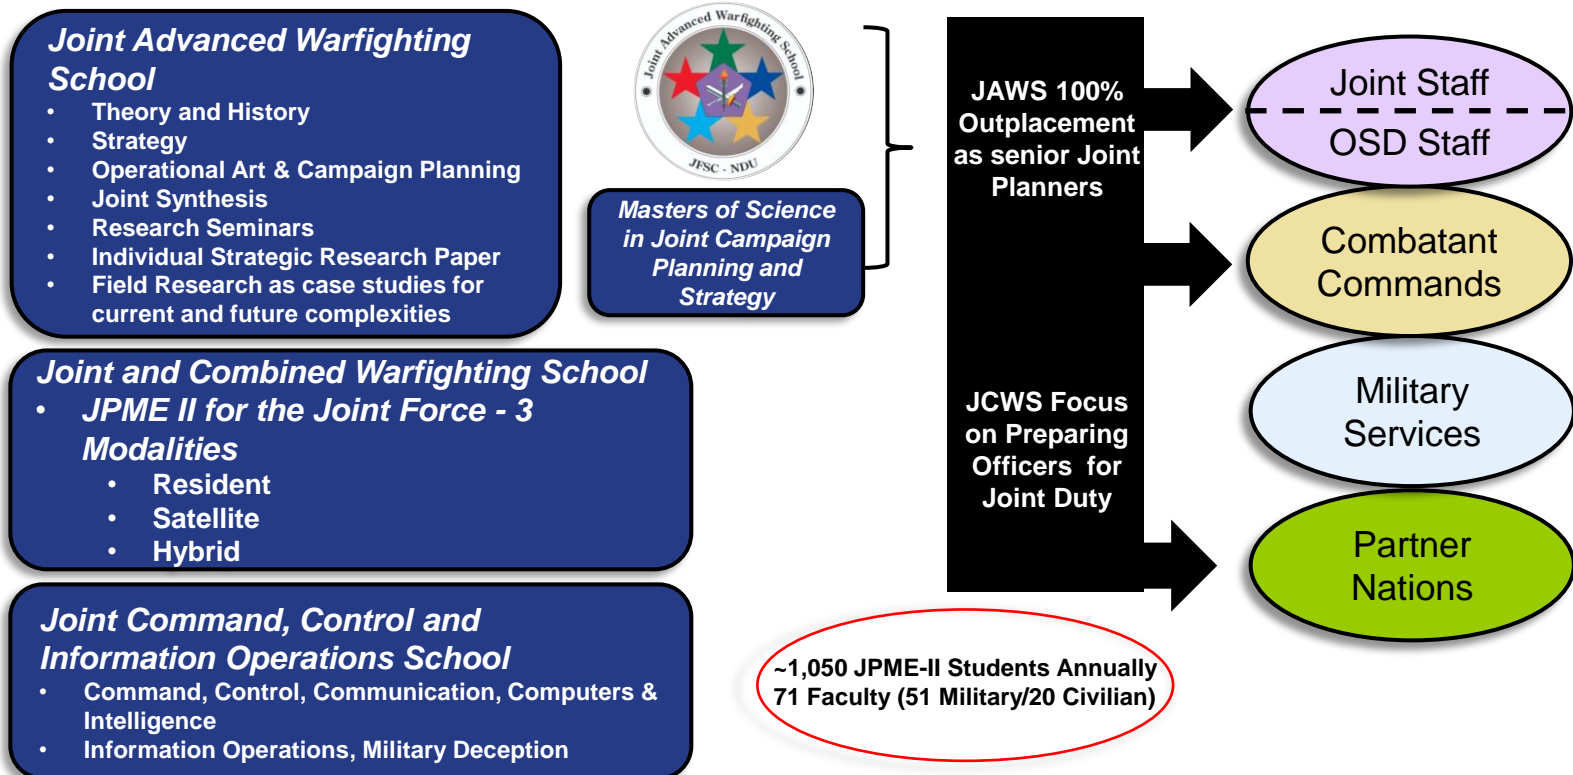 Joint Advanced Warfighting
School
• Theory and History
• Strategy
• Operational Art & Campaign Planning
• Joint Synthesis
• Research Seminars
• Individual Strategic Research Paper
• Field Research as case studies for
current and future complexities
Joint Advanced Warfighting School
JFSC - NDU
Masters of Science
in Joint Campaign
Planning and
Strategy
Joint and Combined Warfighting School
• JPME II for the Joint Force - 3
Modalities
• Resident
• Satellite
• Hybrid
Joint Command, Control and
Information Operations School
• Command, Control, Communication, Computers &
Intelligence
• Information Operations, Military Deception
JAWS 100%
Outplacement
as senior Joint
Planners
JCWS Focus
on Preparing
Officers for
Joint Duty
~1,050 JPME-II Students Annually
71 Faculty (51 Military/20 Civilian)
Joint Staff
OSD Staff
Combatant
Commands
Military
Services
Partner
Nations